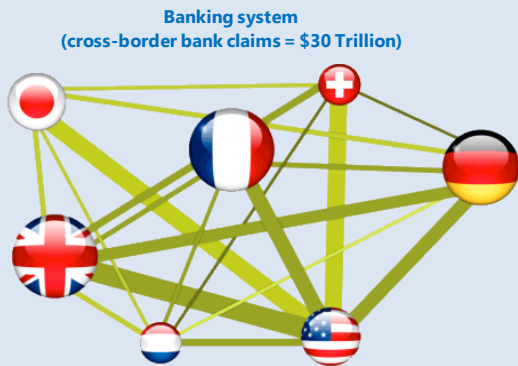 Banking system
(cross-border bank claims = $30 Trillion)